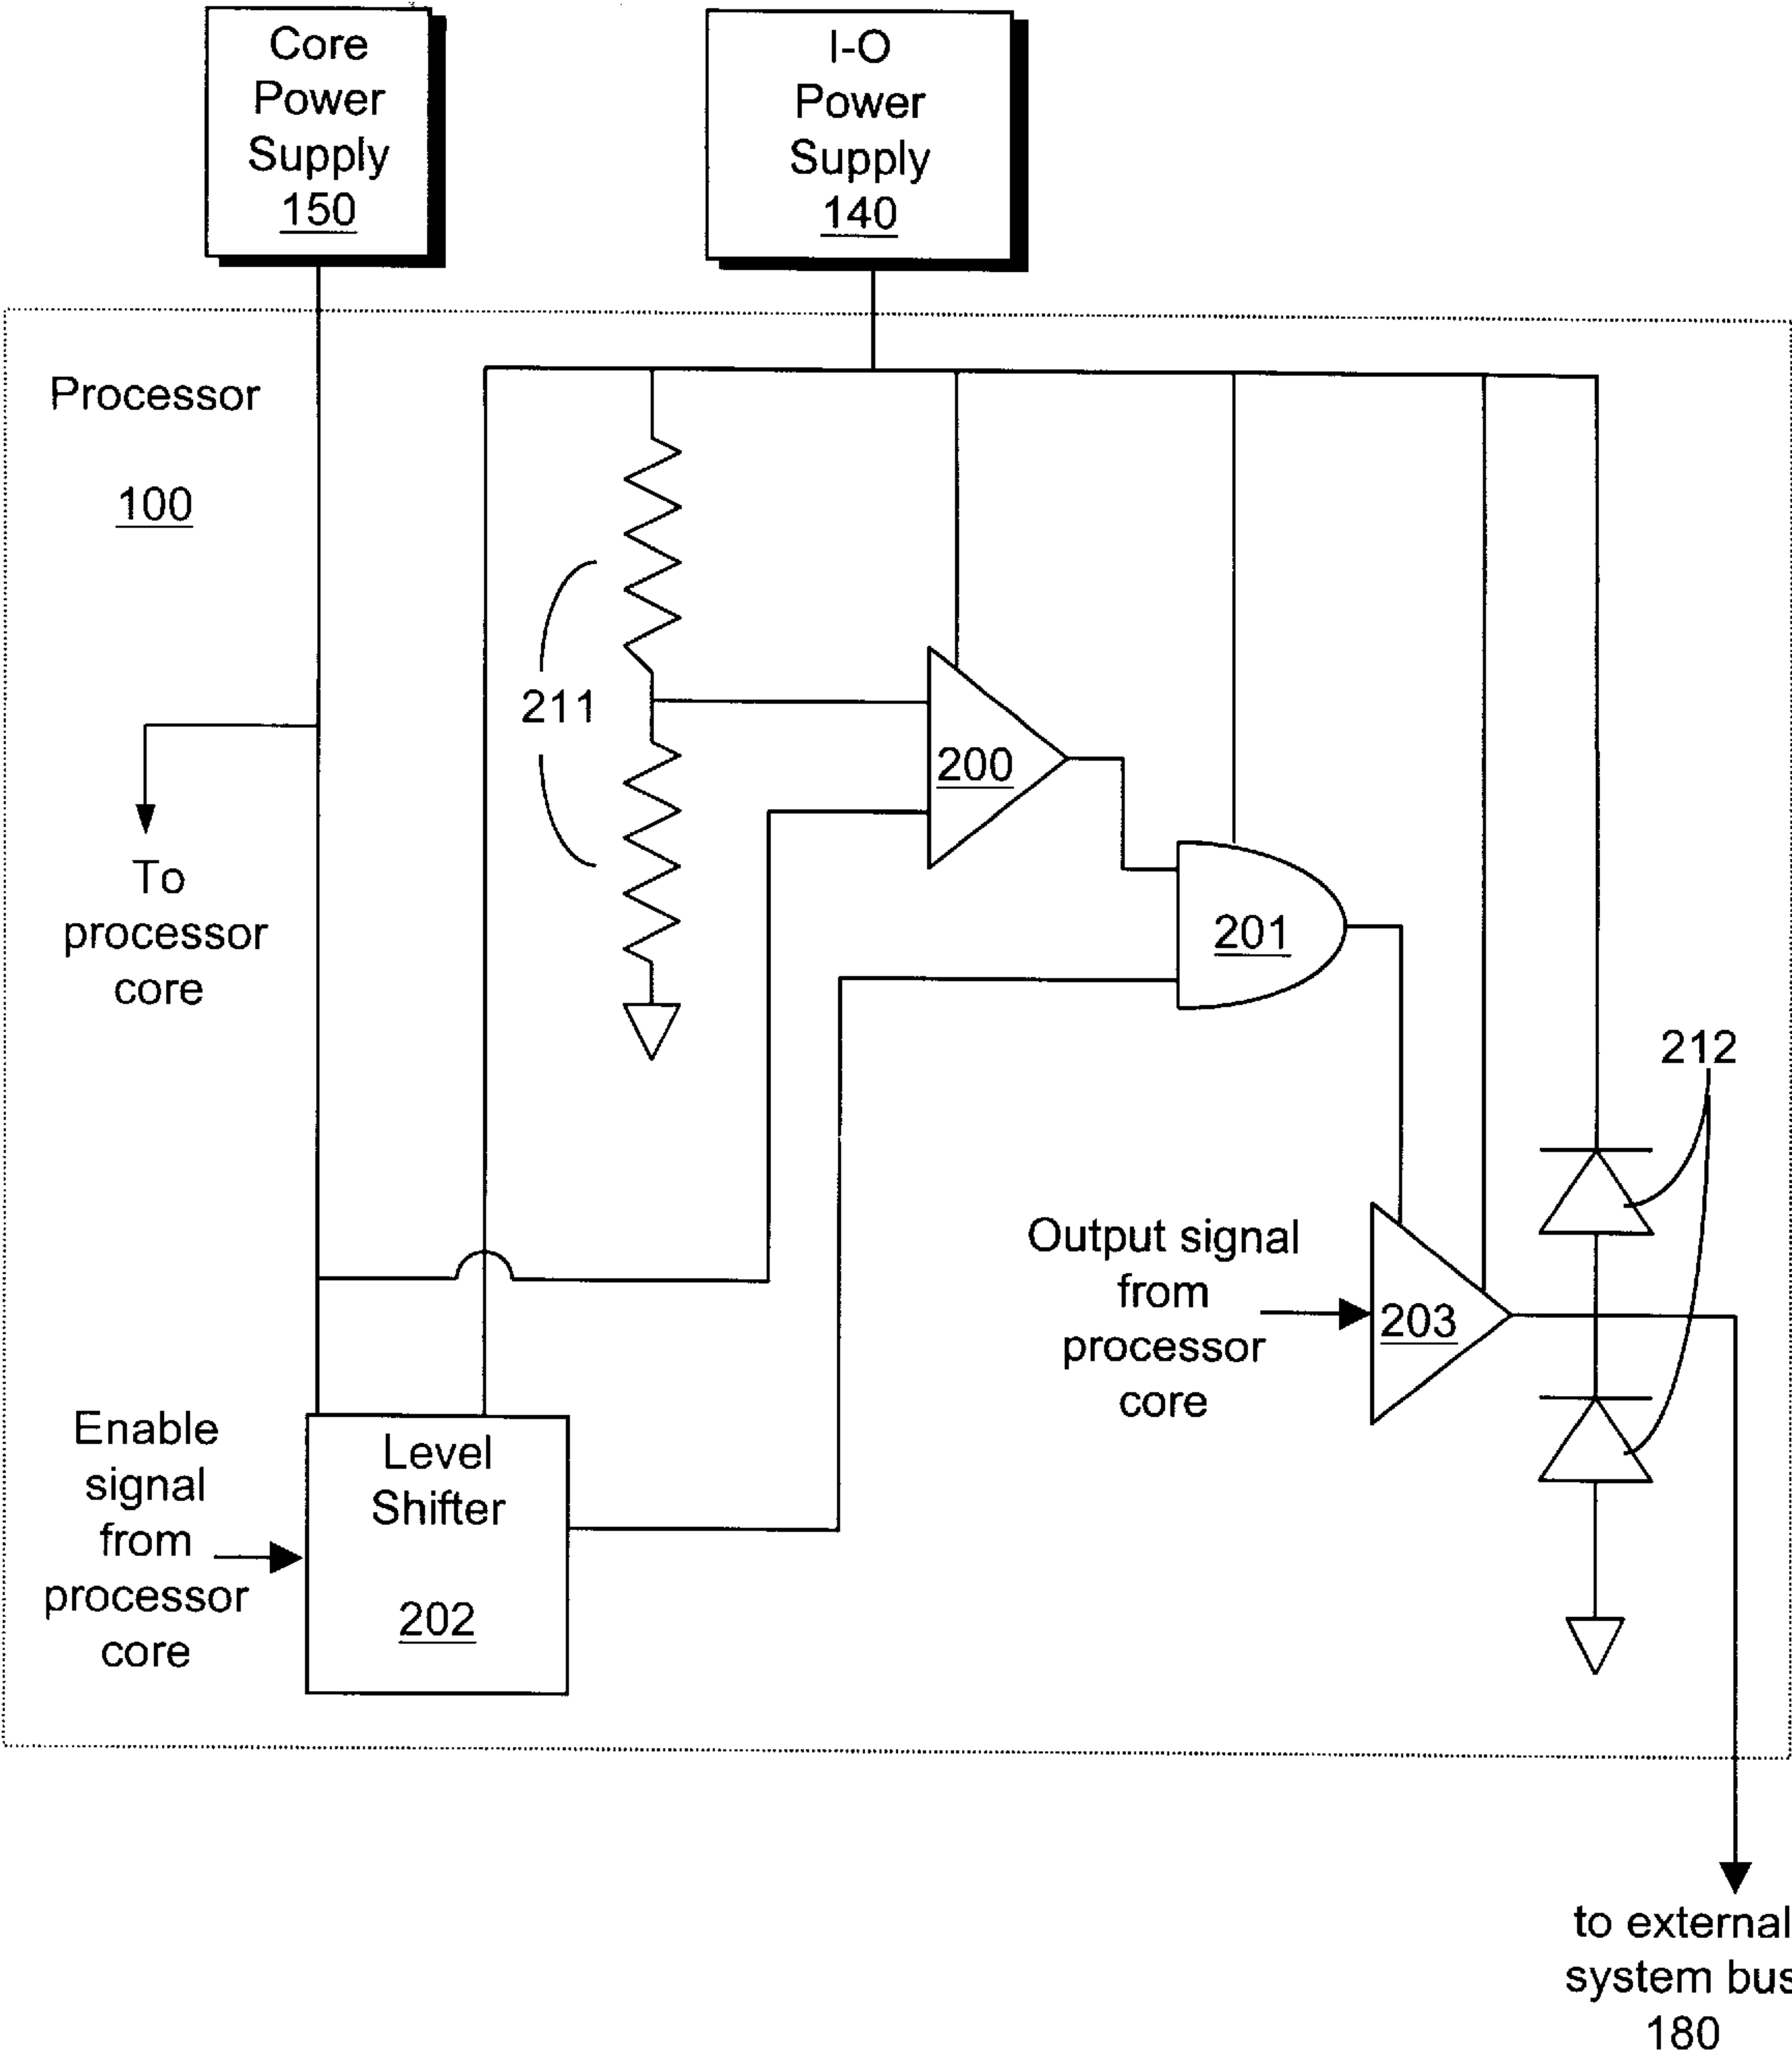 Core
Power
Supply
150
I-O
Power
Supply
140
Processor
100
211
200
To
processor
core
201
212
Output signal
from
processor
core
203
Enable
signal
from
processor
core
Level
Shifter
202
to external
system bus
180